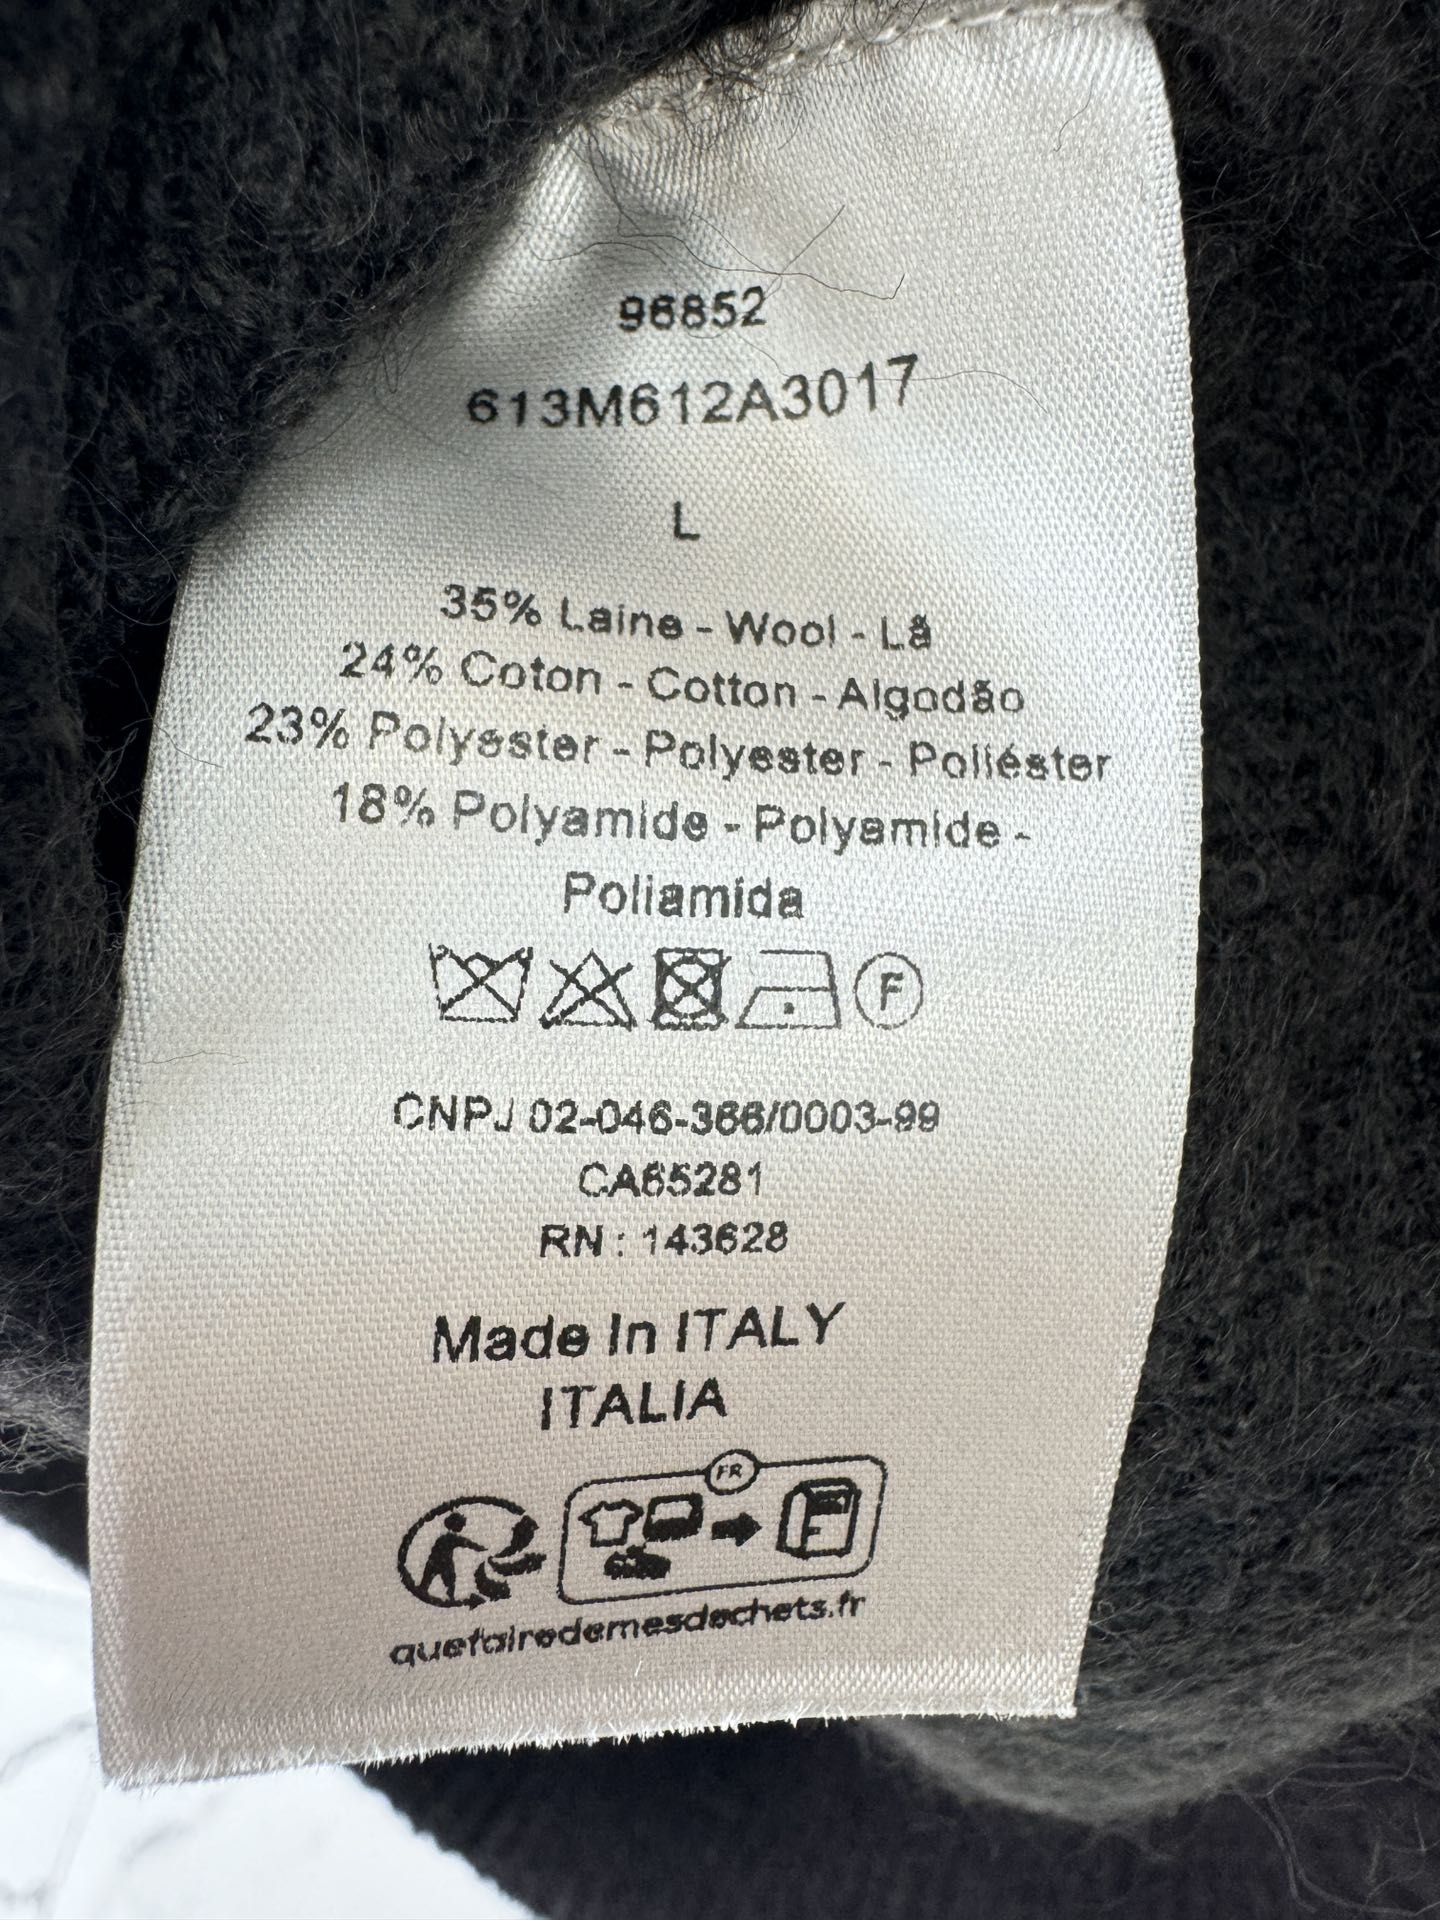 96852
613M612A3017
L
35% Laine - Wool - Lã
24% Coton - Cotton - Algodão
23% Polyester - Polyester - Poliéster
18% Polyamide - Polyamide -
Poliamida
F
CNPJ 02-046-366/0003-99
CA65281
RN : 143628
Made In ITALY
ITALIA
FR
quefairedemesdechets.fr